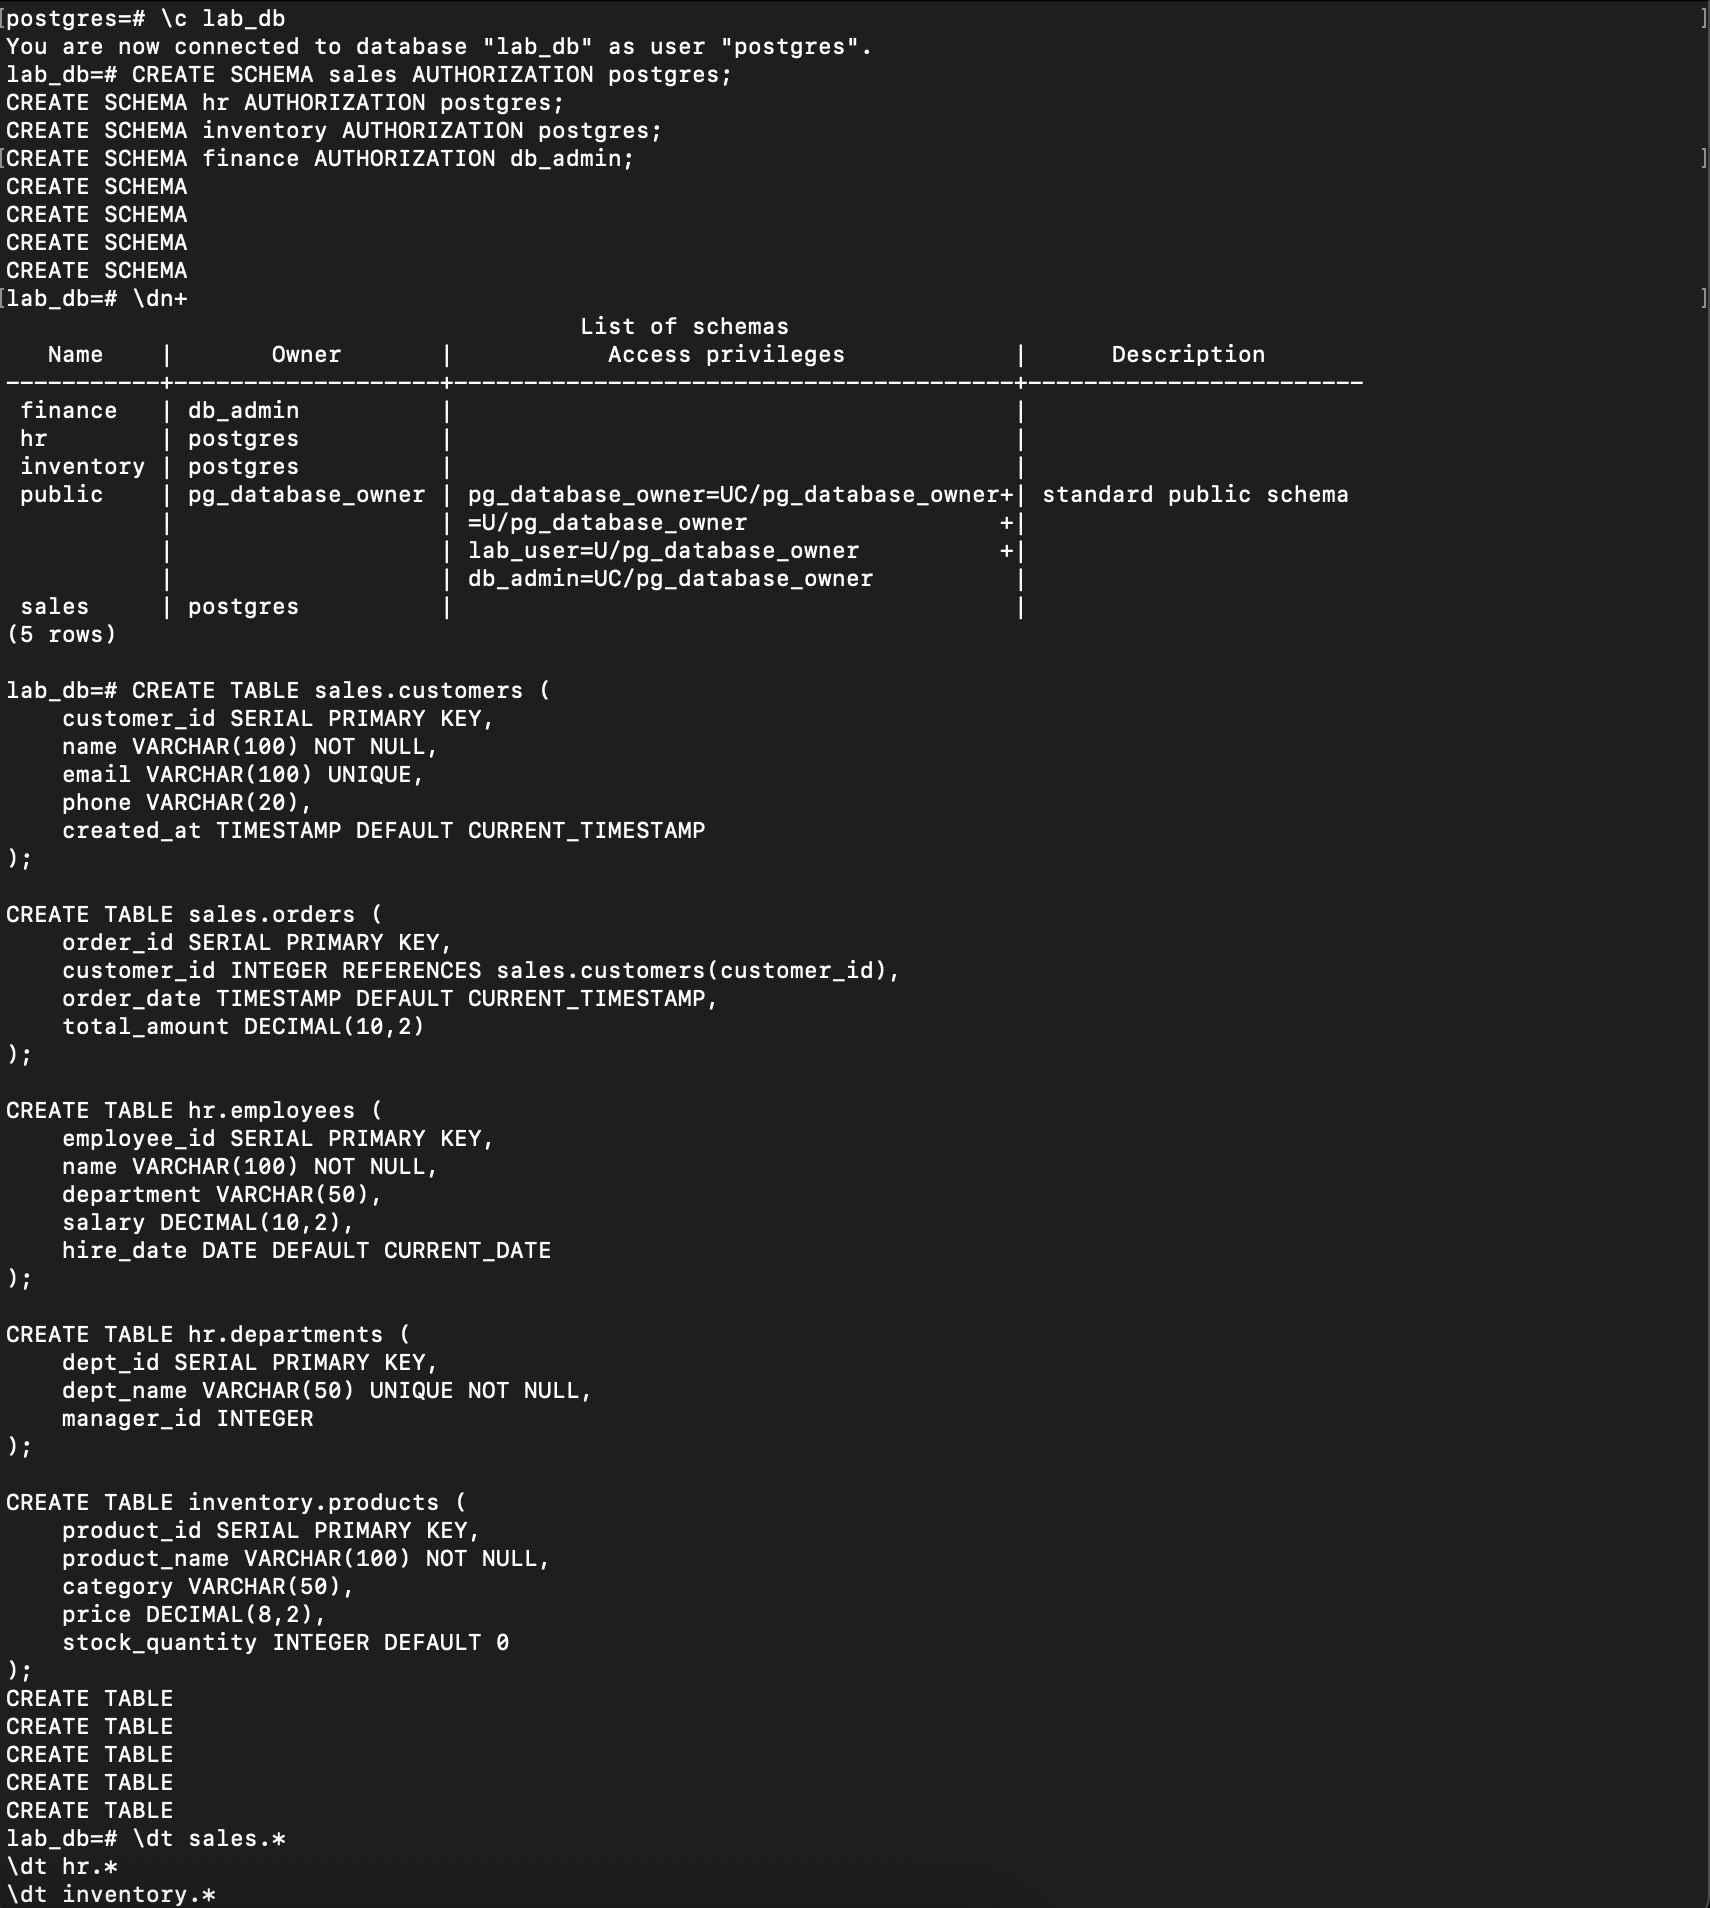 postgres=# \c lab_db
You are now connected to database "lab_db" as user "postgres".
lab_db=# CREATE SCHEMA sales AUTHORIZATION postgres;
CREATE SCHEMA hr AUTHORIZATION postgres;
CREATE SCHEMA inventory AUTHORIZATION postgres;
CREATE SCHEMA finance AUTHORIZATION db_admin;
CREATE SCHEMA
CREATE SCHEMA
CREATE SCHEMA
CREATE SCHEMA
lab_db=# \dn+
                                         List of schemas
   Name    |       Owner       |           Access privileges            |      Description
-----------+-------------------+----------------------------------------+------------------------
 finance   | db_admin          |                                        |
 hr        | postgres          |                                        |
 inventory | postgres          |                                        |
 public    | pg_database_owner | pg_database_owner=UC/pg_database_owner+| standard public schema
           |                   | =U/pg_database_owner                  +|
           |                   | lab_user=U/pg_database_owner          +|
           |                   | db_admin=UC/pg_database_owner          |
 sales     | postgres          |                                        |
(5 rows)

lab_db=# CREATE TABLE sales.customers (
    customer_id SERIAL PRIMARY KEY,
    name VARCHAR(100) NOT NULL,
    email VARCHAR(100) UNIQUE,
    phone VARCHAR(20),
    created_at TIMESTAMP DEFAULT CURRENT_TIMESTAMP
);

CREATE TABLE sales.orders (
    order_id SERIAL PRIMARY KEY,
    customer_id INTEGER REFERENCES sales.customers(customer_id),
    order_date TIMESTAMP DEFAULT CURRENT_TIMESTAMP,
    total_amount DECIMAL(10,2)
);

CREATE TABLE hr.employees (
    employee_id SERIAL PRIMARY KEY,
    name VARCHAR(100) NOT NULL,
    department VARCHAR(50),
    salary DECIMAL(10,2),
    hire_date DATE DEFAULT CURRENT_DATE
);

CREATE TABLE hr.departments (
    dept_id SERIAL PRIMARY KEY,
    dept_name VARCHAR(50) UNIQUE NOT NULL,
    manager_id INTEGER
);

CREATE TABLE inventory.products (
    product_id SERIAL PRIMARY KEY,
    product_name VARCHAR(100) NOT NULL,
    category VARCHAR(50),
    price DECIMAL(8,2),
    stock_quantity INTEGER DEFAULT 0
);
CREATE TABLE
CREATE TABLE
CREATE TABLE
CREATE TABLE
CREATE TABLE
lab_db=# \dt sales.*
\dt hr.*
\dt inventory.*